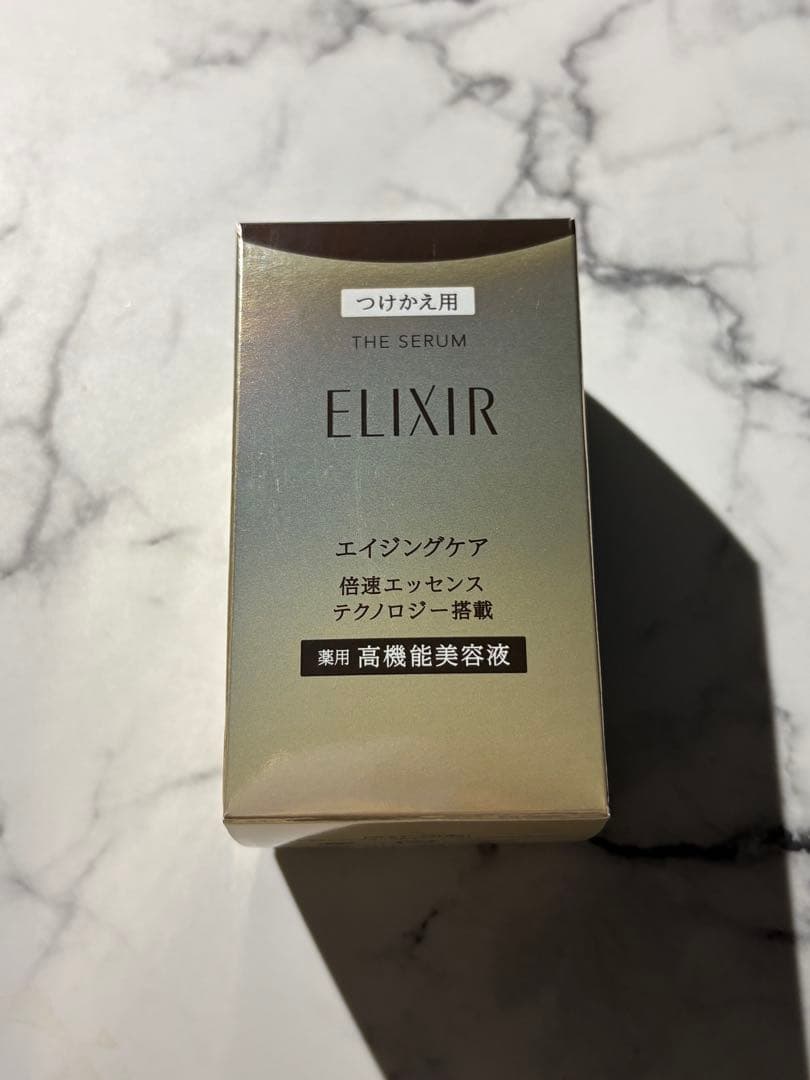 つけかえ用
THE SERUM
ELIXIR
エイジングケア
倍速エッセンス
テクノロジー搭載
薬用 高機能美容液